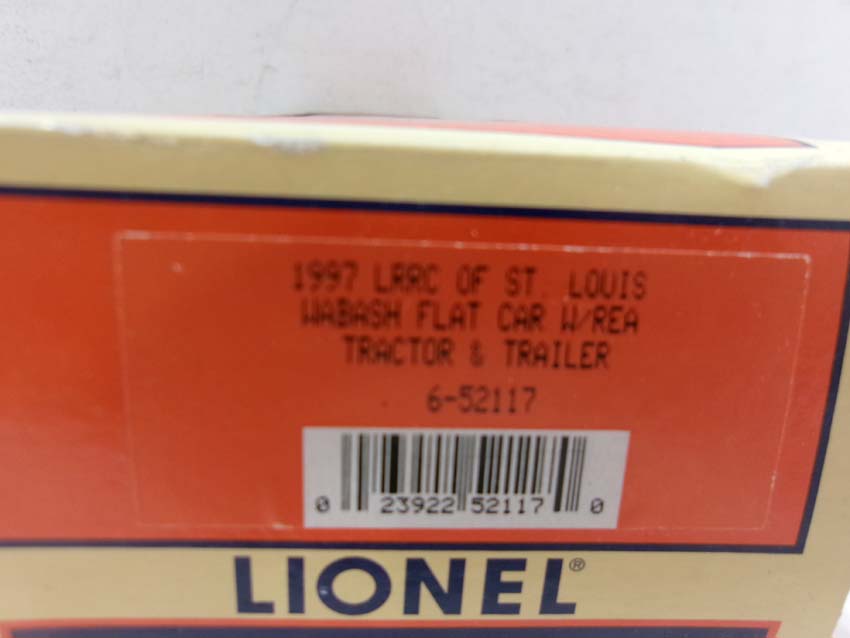 1997 LRRC OF ST. LOUIS
WABASH FLAT CAR W/REA
TRACTOR & TRAILER
6-52117
0 23922 52117 0
LIONEL®